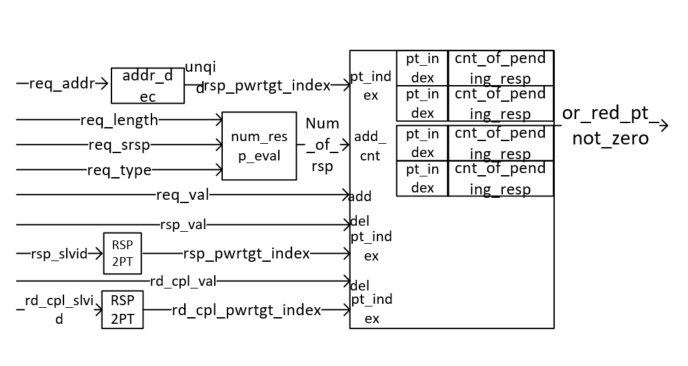 req_addr
addr_d
ec
unqi
d
rsp_pwrtgt_index
req_length
req_srsp
req_type
num_res
p_eval
Num
_of_
rsp
req_val
rsp_val
rsp_slvid
RSP
2PT
rsp_pwrtgt_index
rd_cpl_val
_rd_cpl_slvi
d
RSP
2PT
rd_cpl_pwrtgt_index
pt_ind
ex
add_
cnt
add
del
pt_ind
ex
del
pt_ind
ex
pt_in
dex
cnt_of_pend
ing_resp
pt_in
dex
cnt_of_pend
ing_resp
pt_in
dex
cnt_of_pend
ing_resp
pt_in
dex
cnt_of_pend
ing_resp
or_red_pt_
not_zero